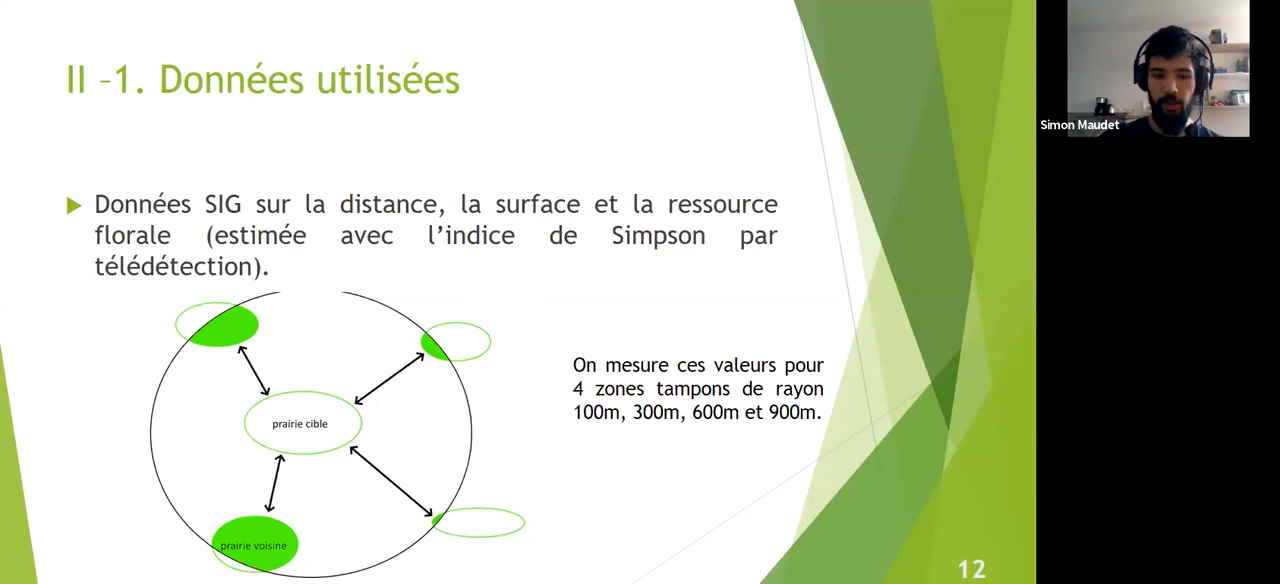 II –1. Données utilisées
Données SIG sur la distance, la surface et la ressource
florale (estimée avec l’indice de Simpson par
télédétection).
On mesure ces valeurs pour
4 zones tampons de rayon
100m, 300m, 600m et 900m.
prairie cible
prairie voisine
12
Simon Maudet